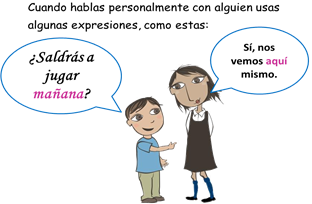 Cuando hablas personalmente con alguien usas
algunas expresiones, como estas:
¿Saldrás a
jugar
mañana?
Sí, nos
vemos aquí
mismo.